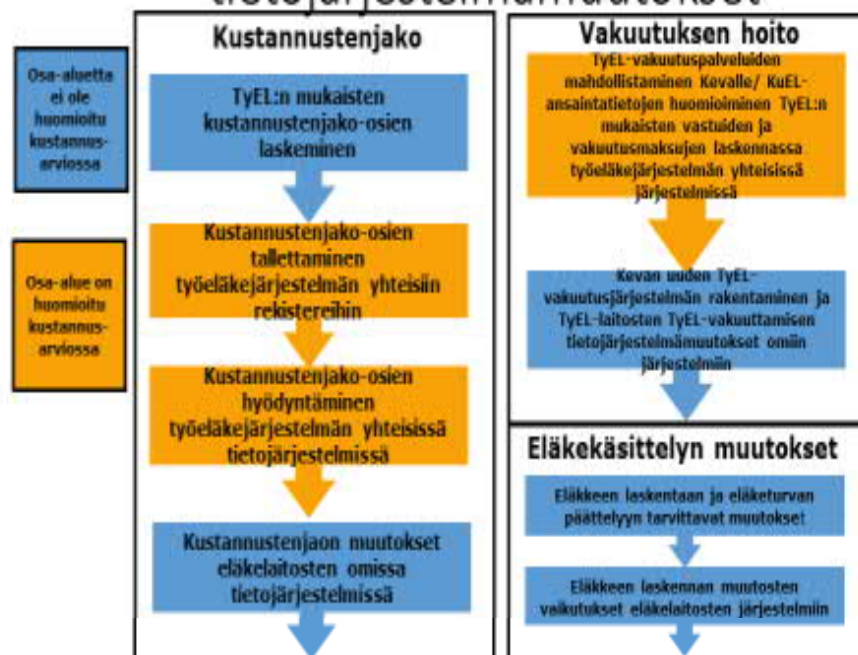 tietojärjestelmämuutokset
Osa-aluetta
ei ole
huomioitu
kustannus-
arviossa
Osa-alue on
huomioitu
kustannus-
arviossa
Kustannustenjako
TyEL:n mukaisten
kustannustenjako-osien
laskeminen
Kustannustenjako-osien
tallettaminen
työeläkejärjestelmän yhteisiin
rekistereihin
Kustannustenjako-osien
hyödyntäminen
työeläkejärjestelmän yhteisissä
tietojärjestelmissä
Kustannustenjaon muutokset
eläkelaitosten omissa
tietojärjestelmissä
Vakuutuksen hoito
TyEL-vakuutuspalveluiden
mahdollistaminen Kevalle/ KuEL-
ansaintatietojen huomioiminen TyEL:n
mukaisten vastuiden ja
vakuutusmaksujen laskennassa
työeläkejärjestelmän yhteisissä
järjestelmissä
Kevan uuden TyEL-
vakuutusjärjestelmän rakentaminen ja
TyEL-laitosten TyEL-vakuuttamisen
tietojärjestelmämuutokset omiin
järjestelmiin
Eläkekäsittelyn muutokset
Eläkkeen laskentaan ja eläketurvan
päättelyyn tarvittavat muutokset
Eläkkeen laskennan muutosten
vaikutukset eläkelaitosten järjestelmiin